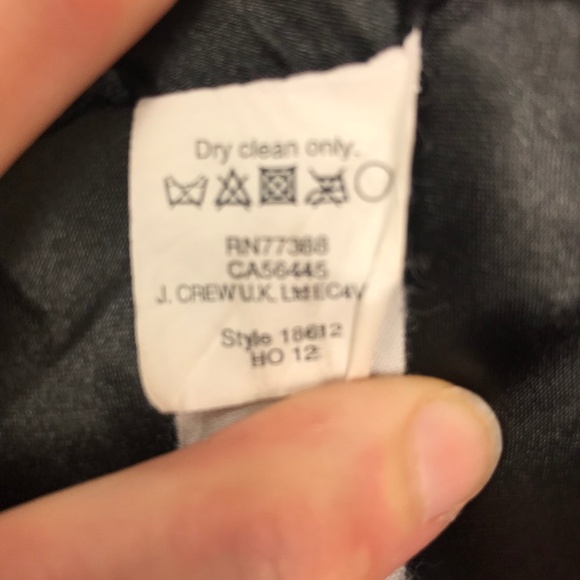 Dry clean only.
RN77388
CA56445
J. CREW U.K. Ltd EC4V
Style 18612
HO 12